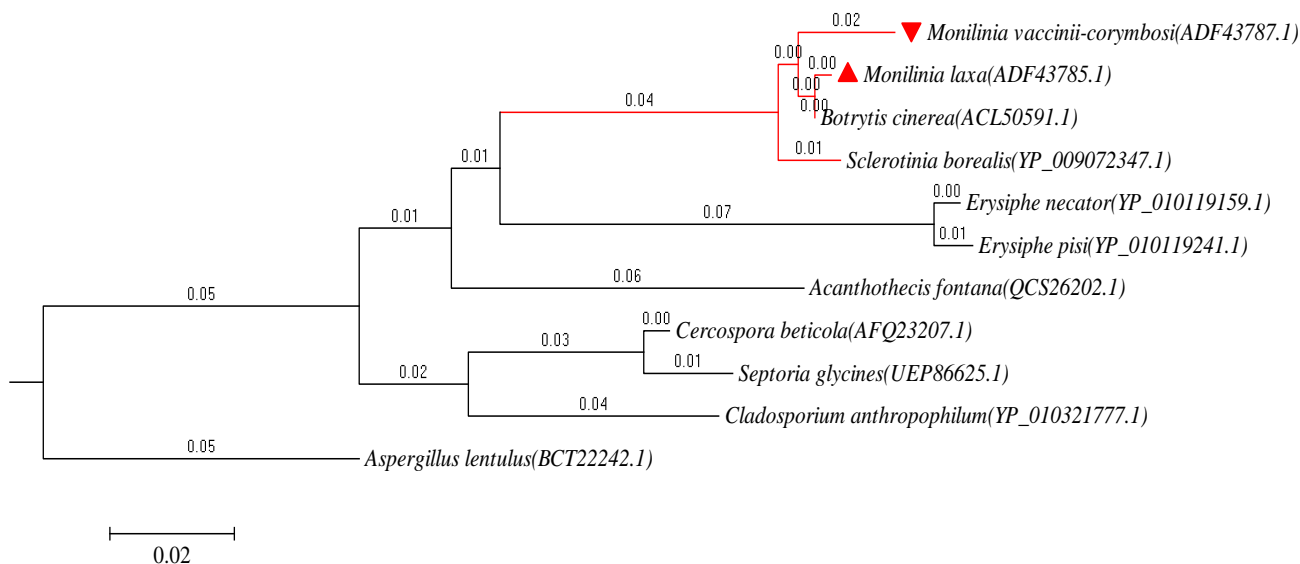 0.02
Monilinia vaccinii-corymbosi(ADF43787.1)
0.00
0.00
Monilinia laxa(ADF43785.1)
0.00
0.04
0.00
Botrytis cinerea(ACL50591.1)
0.01
Sclerotinia borealis(YP_009072347.1)
0.01
0.00
Erysiphe necator(YP_010119159.1)
0.07
0.01
Erysiphe pisi(YP_010119241.1)
0.01
0.06
Acanthothecis fontana(QCS26202.1)
0.05
0.00
Cercospora beticola(AFQ23207.1)
0.03
0.01
Septoria glycines(UEP86625.1)
0.02
0.04
Cladosporium anthropophilum(YP_010321777.1)
0.05
Aspergillus lentulus(BCT22242.1)
0.02